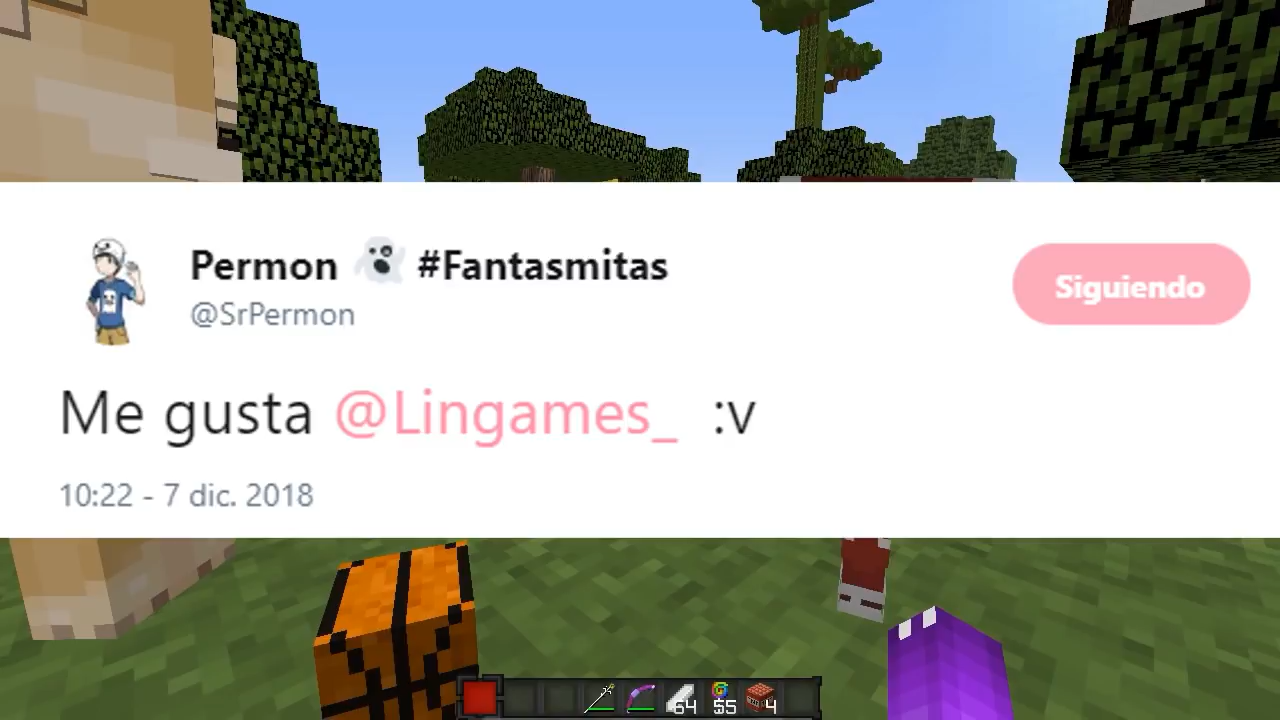 Permon 👻 #Fantasmitas
@SrPermon
Siguiendo
Me gusta @Lingames_ :v
10:22 - 7 dic. 2018
64 55 4